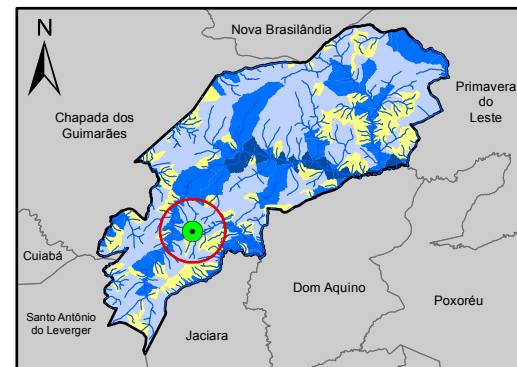 N
Nova Brasilândia
Primavera
do
Leste
Chapada dos
Guimarães
Cuiabá
Dom Aquino
Poxoréu
Santo Antônio
do Leverger
Jaciara